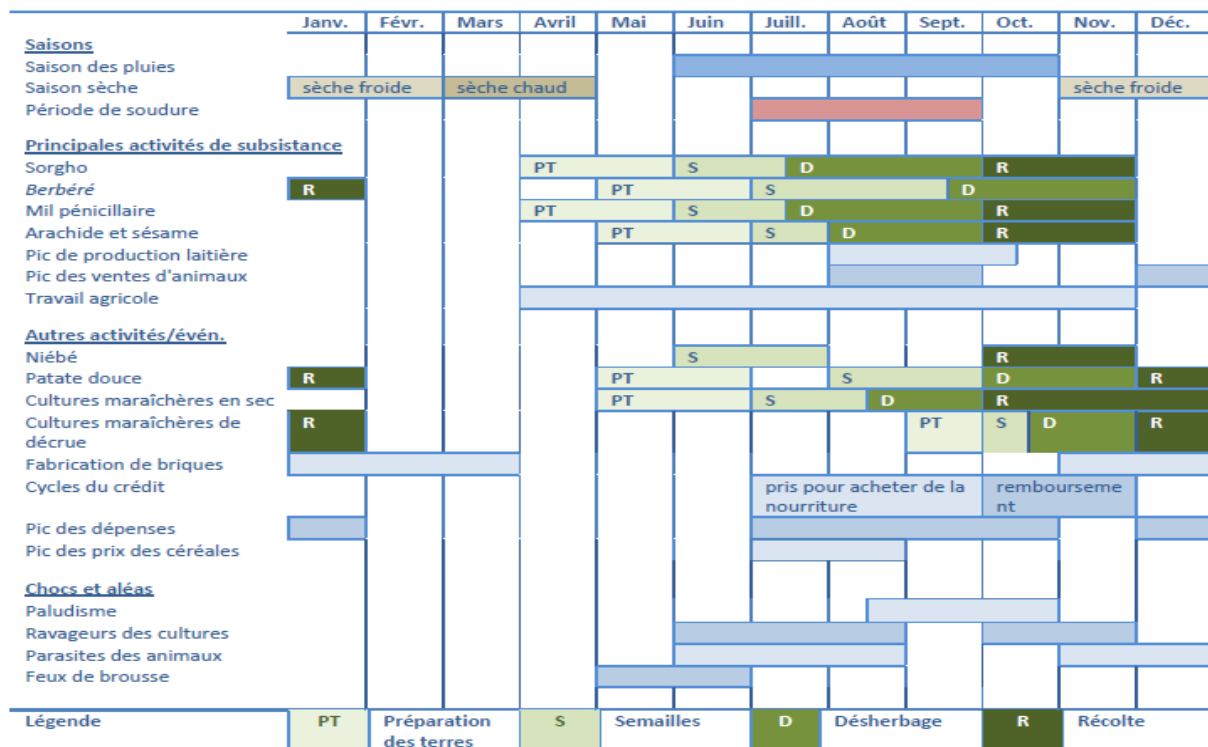 Janv. Févr. Mars Avril Mai Juin Juill. Août Sept. Oct. Nov. Déc.
Saisons
Saison des pluies
Saison sèche sèche froide sèche chaud sèche froide
Période de soudure
Principales activités de subsistance
Sorgho PT S D R
Berbéré R PT S D
Mil pénicillaire PT S D R
Arachide et sésame PT S D R
Pic de production laitière
Pic des ventes d'animaux
Travail agricole
Autres activités/évén.
Niébé S R
Patate douce R PT S D R
Cultures maraîchères en sec PT S D R
Cultures maraîchères de R PT S D R
décrue
Fabrication de briques
Cycles du crédit pris pour acheter de la rembourseme
nourriture nt
Pic des dépenses
Pic des prix des céréales
Chocs et aléas
Paludisme
Ravageurs des cultures
Parasites des animaux
Feux de brousse
Légende PT Préparation S Semailles D Désherbage R Récolte
des terres